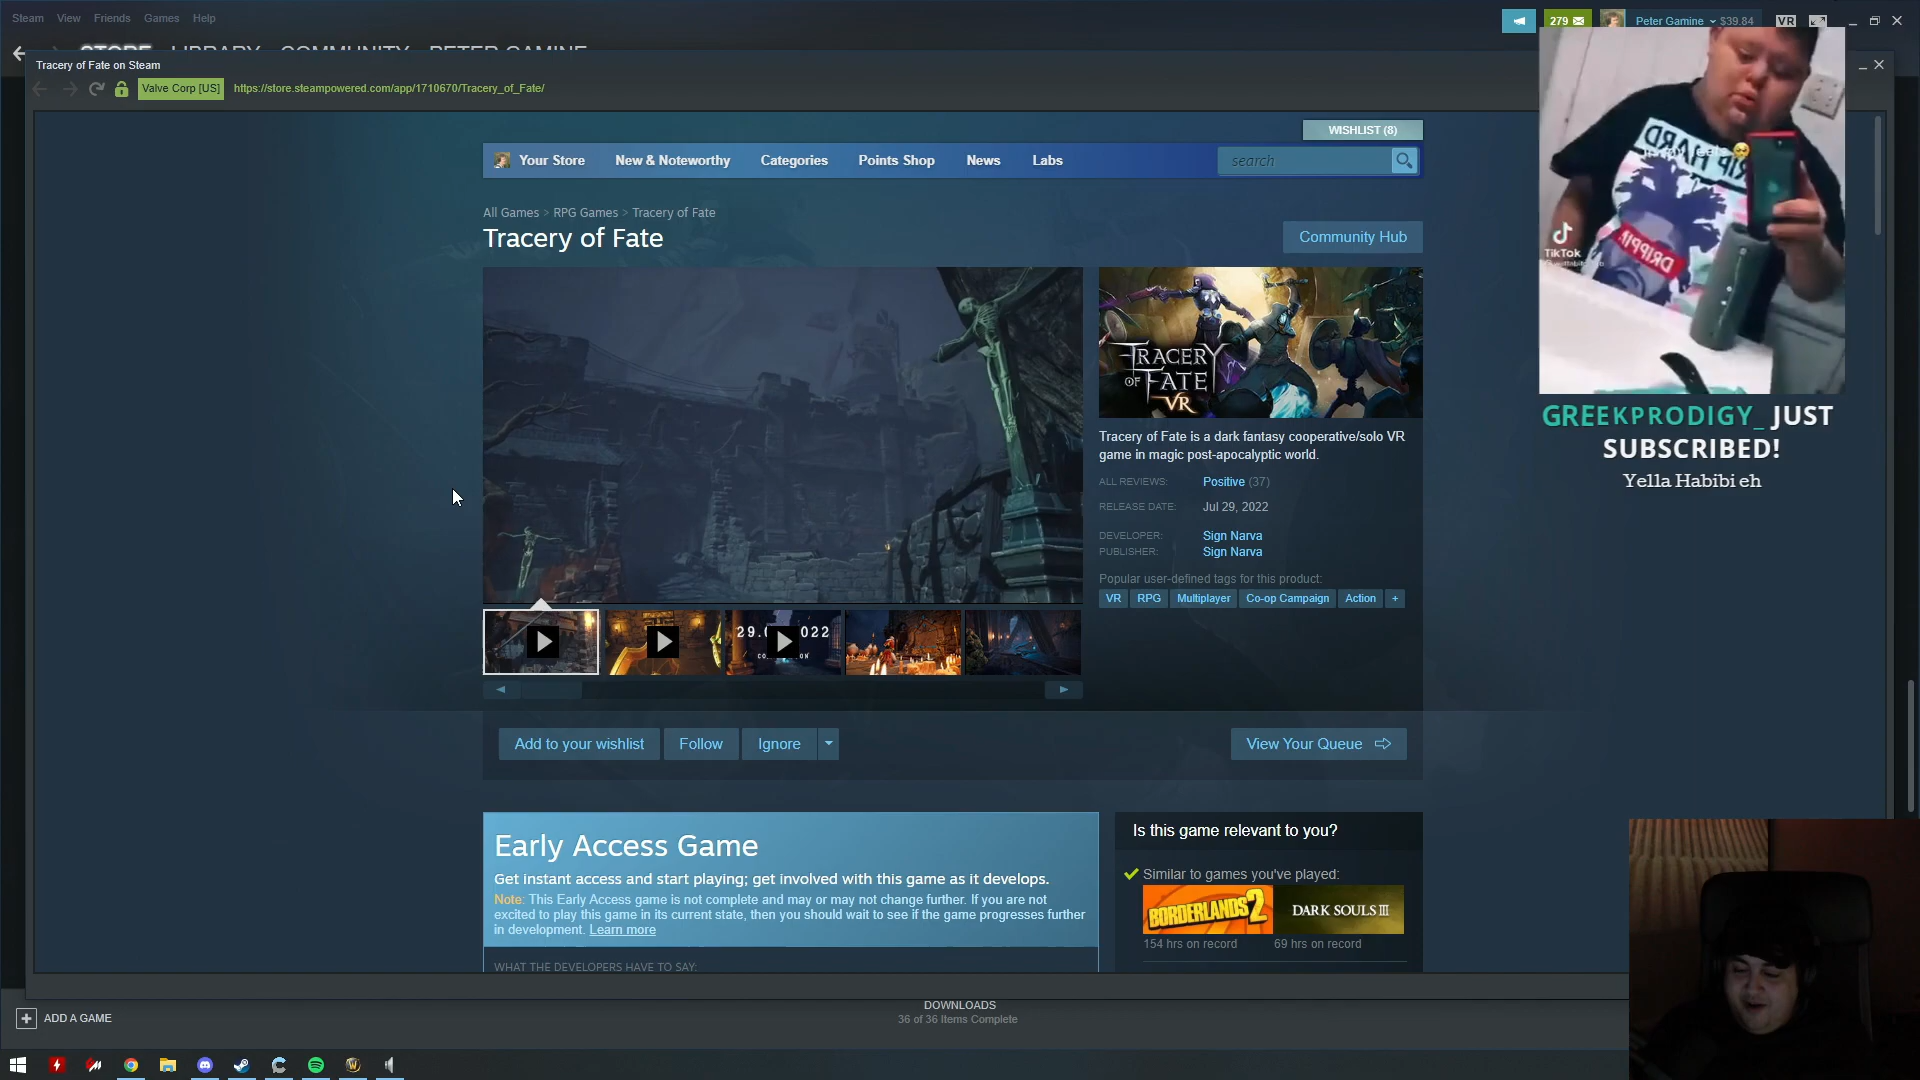 Steam View Friends Games Help
279
Peter Gamine
$39.84
VR
STORE LIBRARY COMMUNITY PETER GAMINE
Tracery of Fate on Steam
Valve Corp [US]
https://store.steampowered.com/app/1710670/Tracery_of_Fate/
WISHLIST (8)
Your Store New & Noteworthy Categories Points Shop News Labs
search
All Games > RPG Games > Tracery of Fate
Tracery of Fate
Community Hub
TRACERY
OF FATE
VR
Tracery of Fate is a dark fantasy cooperative/solo VR
game in magic post-apocalyptic world.
ALL REVIEWS: Positive (37)
RELEASE DATE: Jul 29, 2022
DEVELOPER: Sign Narva
PUBLISHER: Sign Narva
Popular user-defined tags for this product:
VR RPG Multiplayer Co-op Campaign Action +
Add to your wishlist Follow Ignore
View Your Queue
Early Access Game
Get instant access and start playing; get involved with this game as it develops.
Note: This Early Access game is not complete and may or may not change further. If you are not
excited to play this game in its current state, then you should wait to see if the game progresses further
in development. Learn more
WHAT THE DEVELOPERS HAVE TO SAY:
Is this game relevant to you?
Similar to games you've played:
BORDERLANDS 2
DARK SOULS III
154 hrs on record 69 hrs on record
TikTok
DRIPPIN
GREEKPRODIGY_ JUST
SUBSCRIBED!
Yella Habibi eh
ADD A GAME
DOWNLOADS
36 of 36 Items Complete